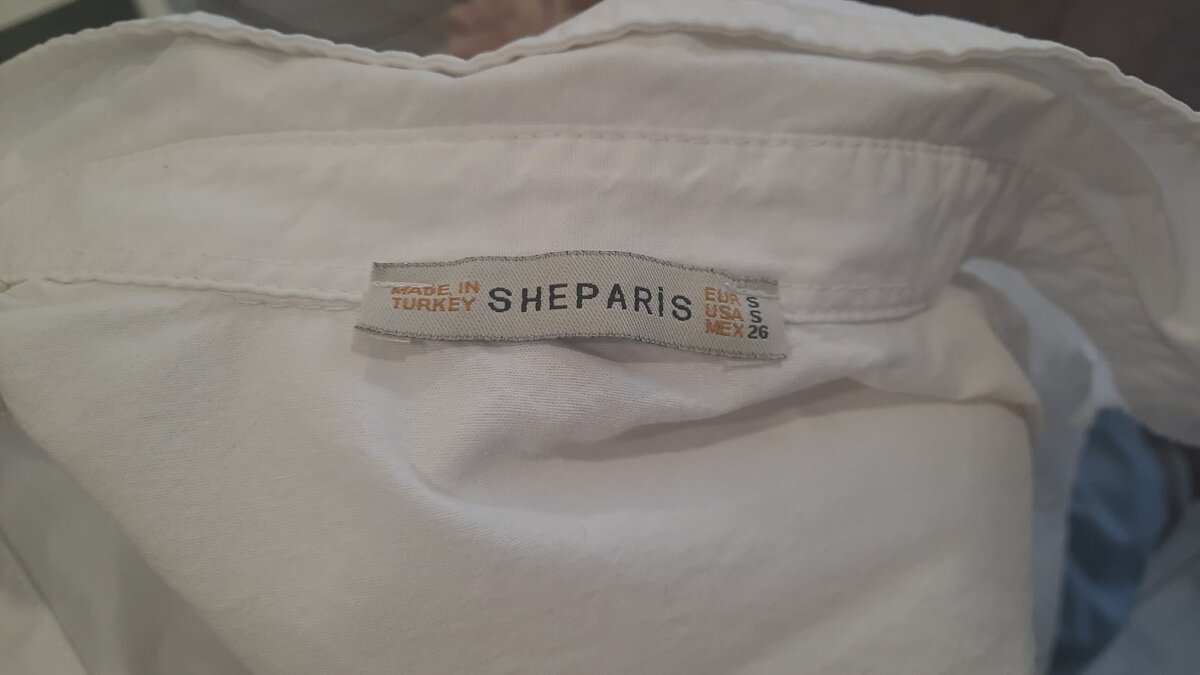 MADE IN
TURKEY
SHEPARiS
EUR S
USA S
MEX 26